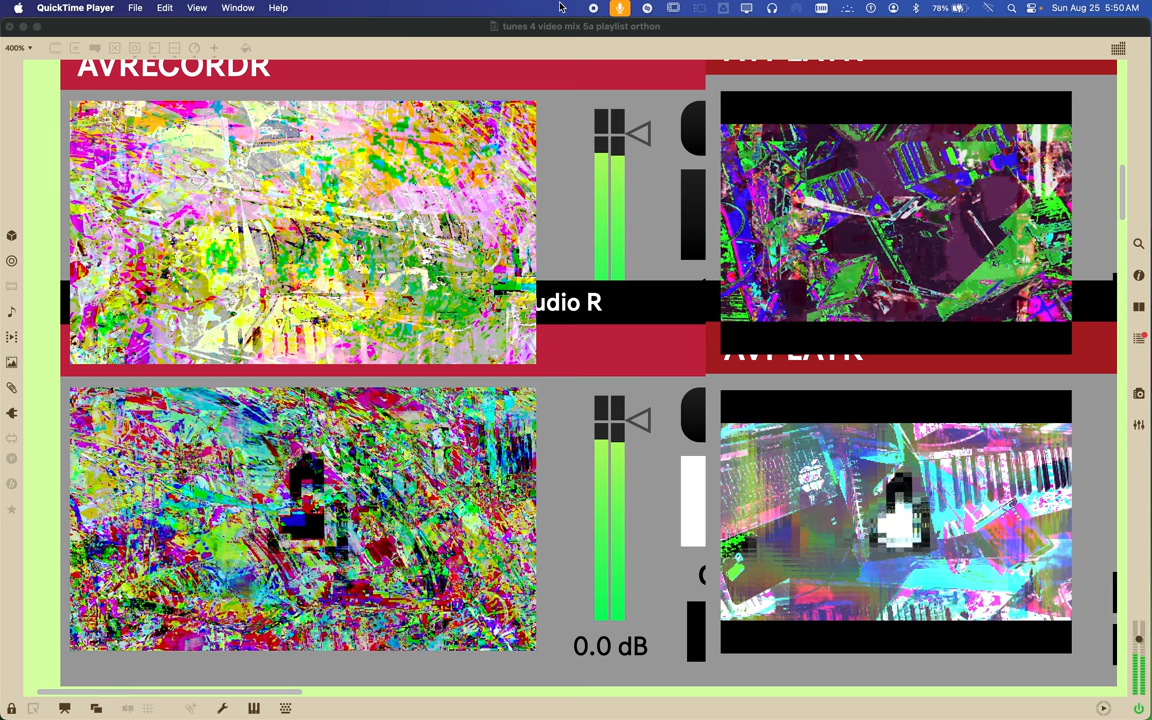 QuickTime Player File Edit View Window Help 78% Sun Aug 25 5:50 AM
tunes 4 video mix 5a playlist orthon
400%
AVRECORDR
udio R
0.0 dB